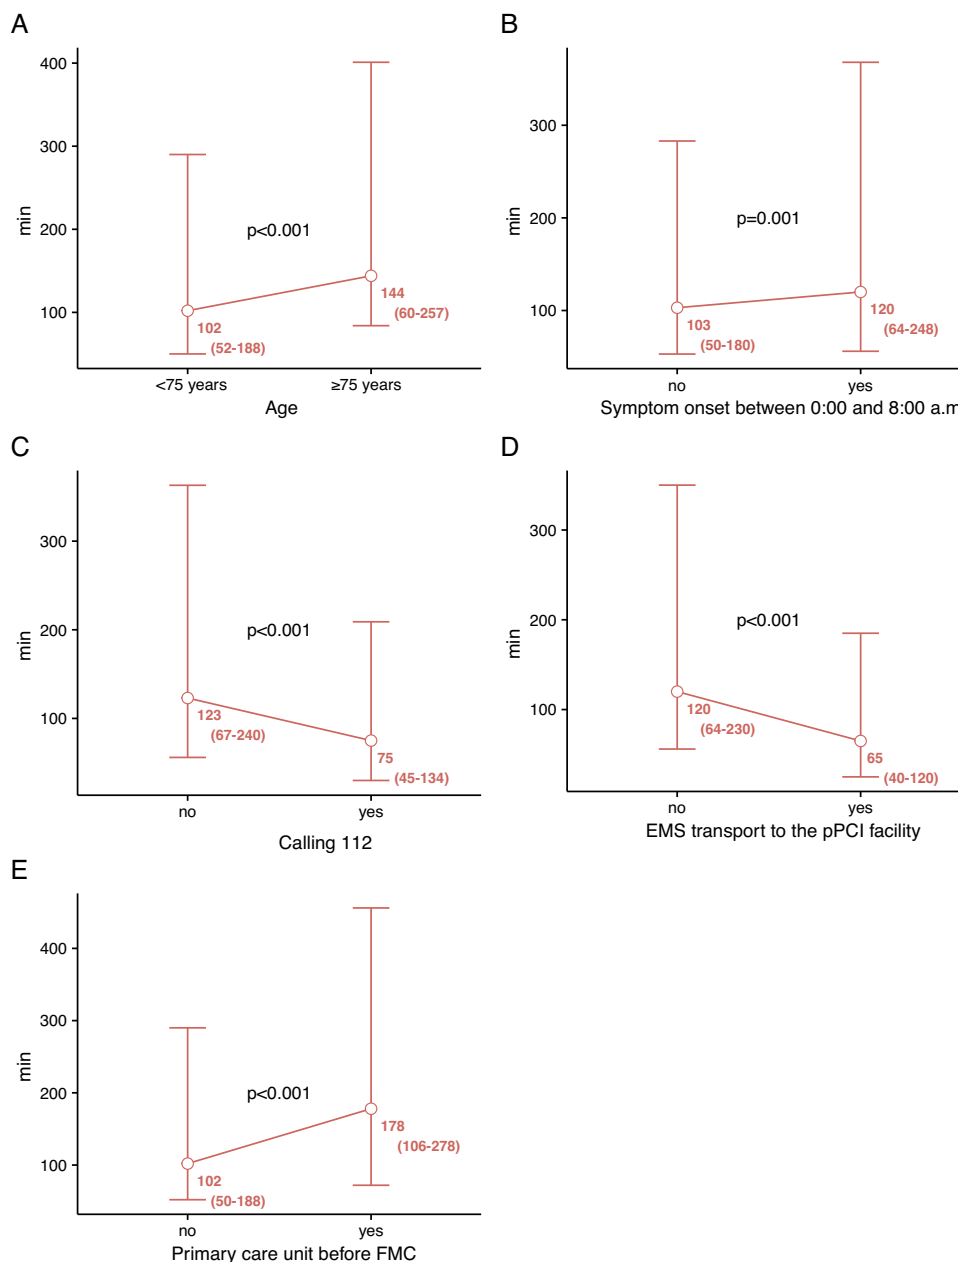 A
400
300
200
100
min
p<0.001
102
(52-188)
144
(60-257)
<75 years
≥75 years
Age
B
300
200
100
min
p=0.001
103
(50-180)
120
(64-248)
no
yes
Symptom onset between 0:00 and 8:00 a.m
C
300
200
100
min
p<0.001
123
(67-240)
75
(45-134)
no
yes
Calling 112
D
300
200
100
min
p<0.001
120
(64-230)
65
(40-120)
no
yes
EMS transport to the pPCI facility
E
400
300
200
100
min
p<0.001
102
(50-188)
178
(106-278)
no
yes
Primary care unit before FMC